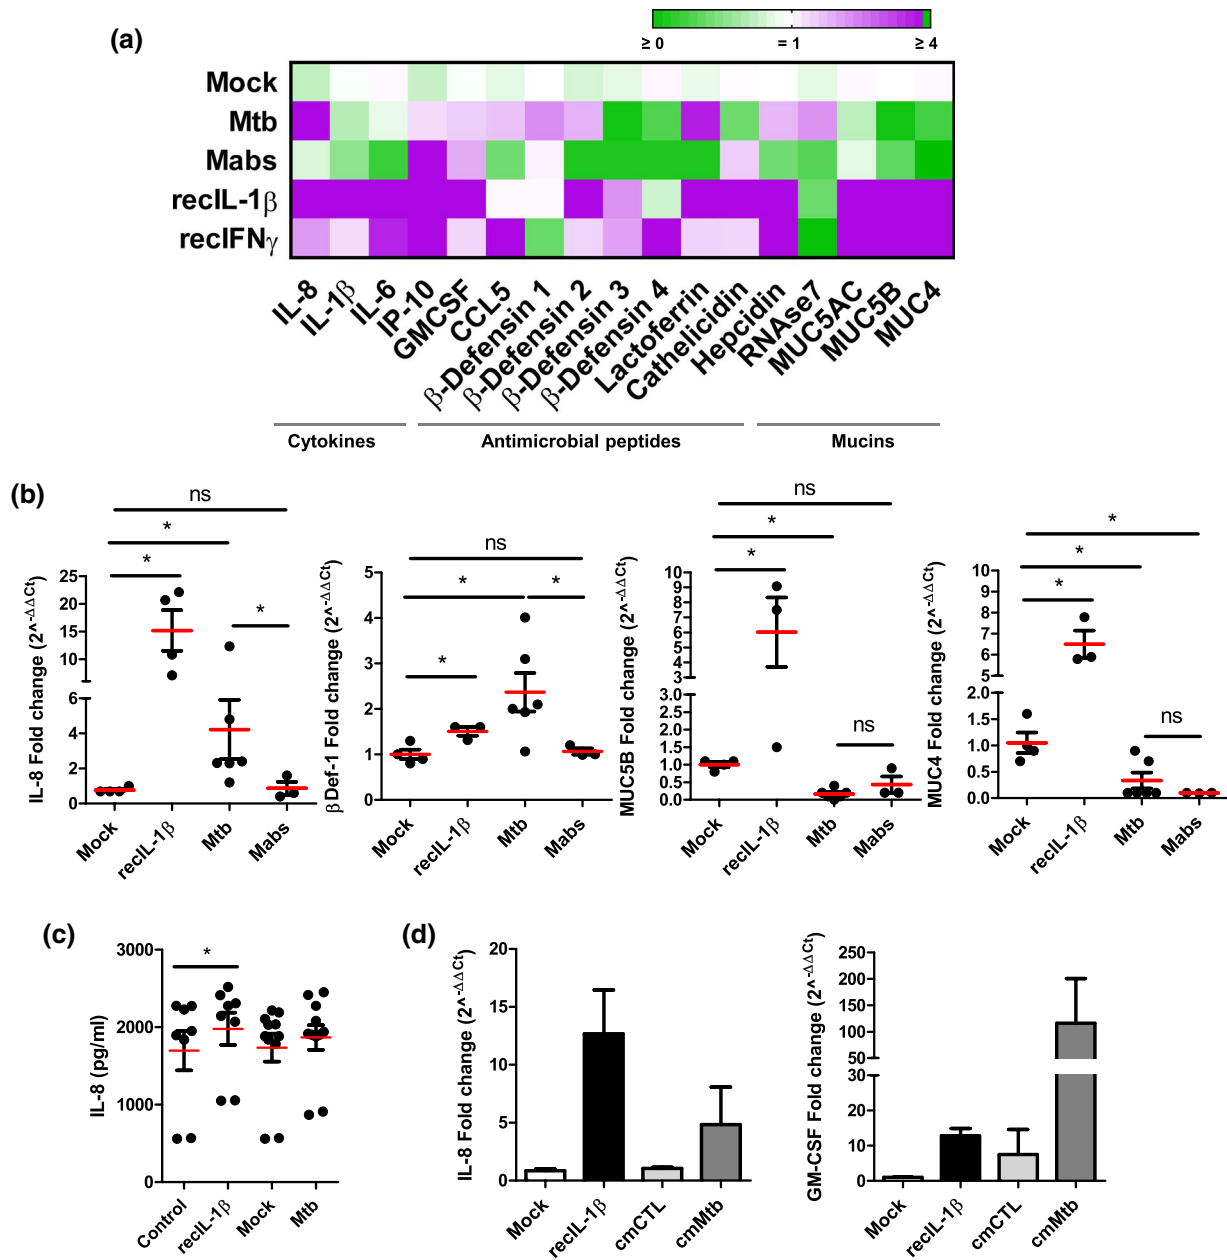 (a)
≥ 0 = 1 ≥ 4
Mock
Mtb
Mabs
recIL-1β
recIFNγ
IL-8 IL-1β IL-6 IP-10 GMCSF CCL5 β-Defensin 1 β-Defensin 2 β-Defensin 3 β-Defensin 4 Lactoferrin Cathelicidin Hepcidin RNAse7 MUC5AC MUC5B MUC4
Cytokines Antimicrobial peptides Mucins
(b)
IL-8 Fold change (2^-ΔΔCt)
ns
*
*
*
25
20
15
10
6
4
2
0
Mock recIL-1β Mtb Mabs
β Def-1 Fold change (2^-ΔΔCt)
ns
* *
*
5
4
3
2
1
0
Mock recIL-1β Mtb Mabs
MUC5B Fold change (2^-ΔΔCt)
ns
*
*
ns
10
9
8
7
6
5
4
3
3.0
2.5
2.0
1.5
1.0
0.5
0.0
Mock recIL-1β Mtb Mabs
MUC4 Fold change (2^-ΔΔCt)
*
*
*
ns
10
9
8
7
6
5
2.0
1.5
1.0
0.5
0.0
Mock recIL-1β Mtb Mabs
(c)
IL-8 (pg/ml)
*
3000
2000
1000
0
Control recIL-1β Mock Mtb
(d)
IL-8 Fold change (2^-ΔΔCt)
20
15
10
5
0
Mock recIL-1β cmCTL cmMtb
GM-CSF Fold change (2^-ΔΔCt)
250
200
150
100
50
30
20
10
0
Mock recIL-1β cmCTL cmMtb